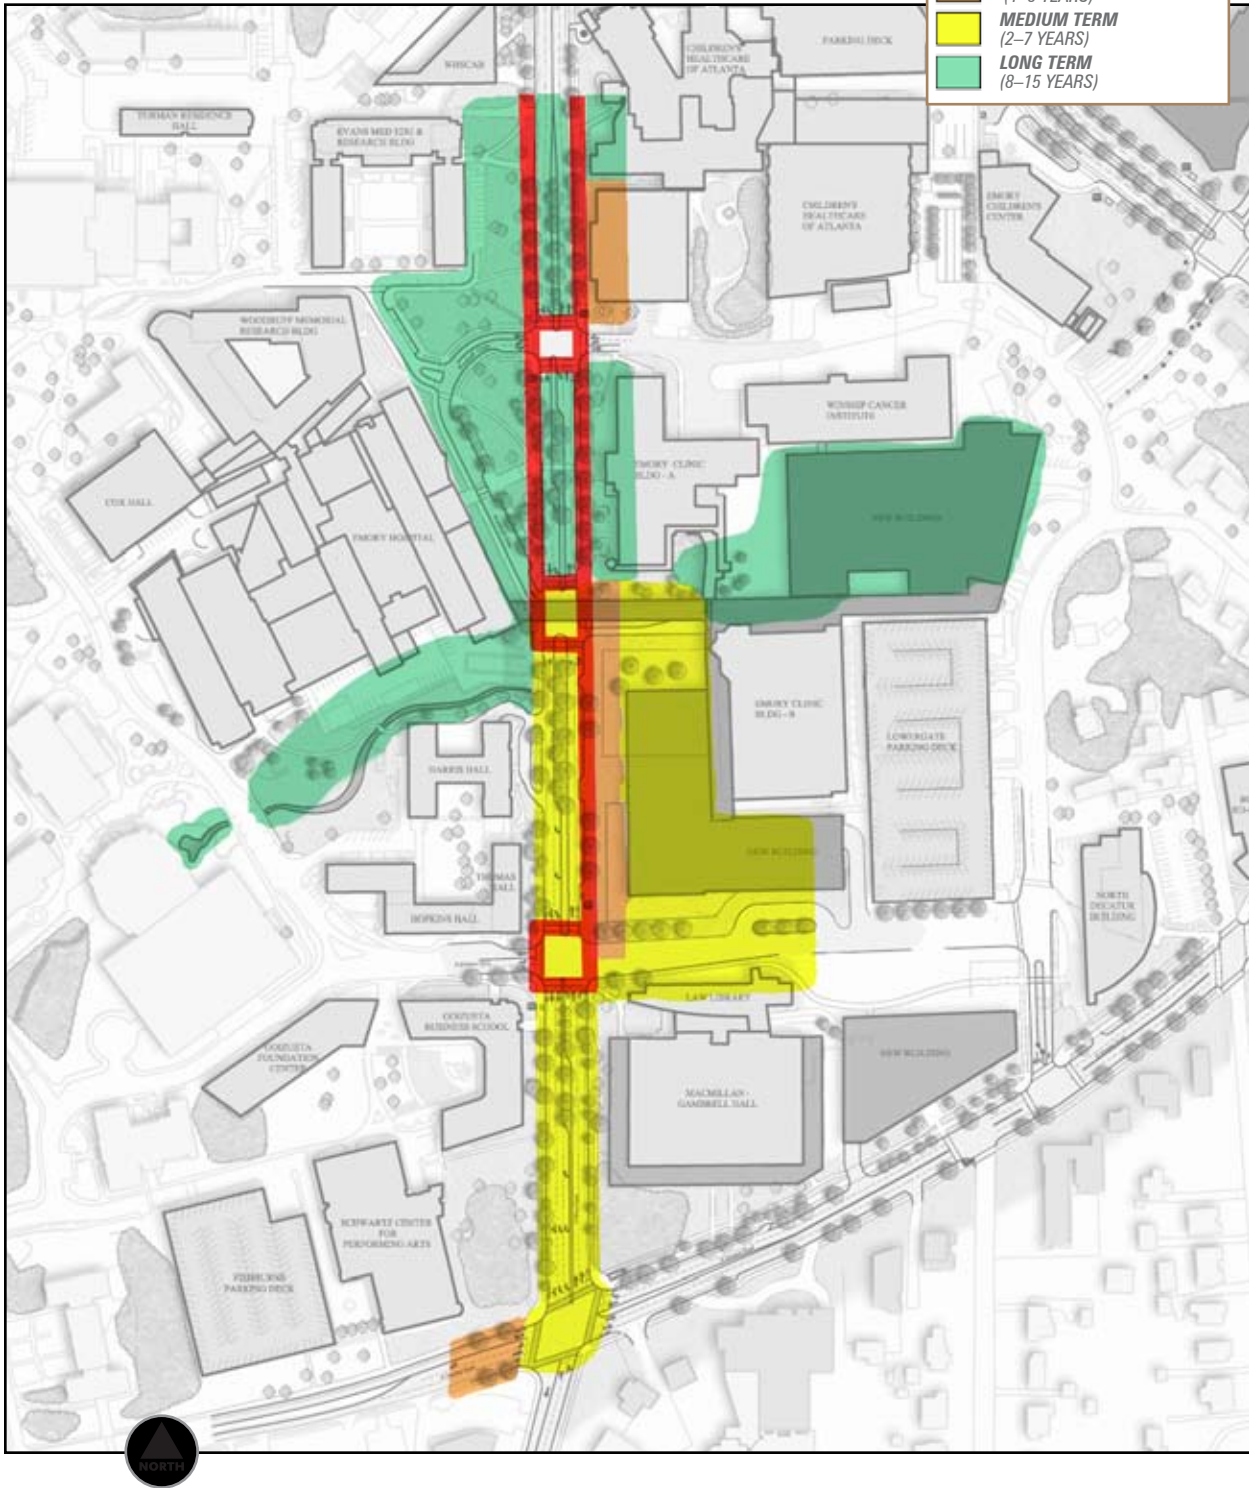 MEDIUM TERM
(2–7 YEARS)
LONG TERM
(8–15 YEARS)
WHSCAB
CHILDREN'S
HEALTHCARE
OF ATLANTA
PARKING DECK
TURMAN RESIDENCE
HALL
EVANS MED EDU &
RESEARCH BLDG
CHILDREN'S
HEALTHCARE
OF ATLANTA
EMORY
CHILDREN'S
CENTER
WOODRUFF MEMORIAL
RESEARCH BLDG
WINSHIP CANCER
INSTITUTE
EMORY CLINIC
BLDG - A
COX HALL
EMORY HOSPITAL
NEW BUILDING
EMORY CLINIC
BLDG - B
LOWERGATE
PARKING DECK
HARRIS HALL
NEW BUILDING
THOMAS
HALL
HOPKINS HALL
NORTH
DECATUR
BUILDING
LAW LIBRARY
GOIZUETA
BUSINESS SCHOOL
GOIZUETA
FOUNDATION
CENTER
NEW BUILDING
MACMILLAN -
GAMBRELL HALL
SCHWARTZ CENTER
FOR
PERFORMING ARTS
FISHBURNE
PARKING DECK
NORTH